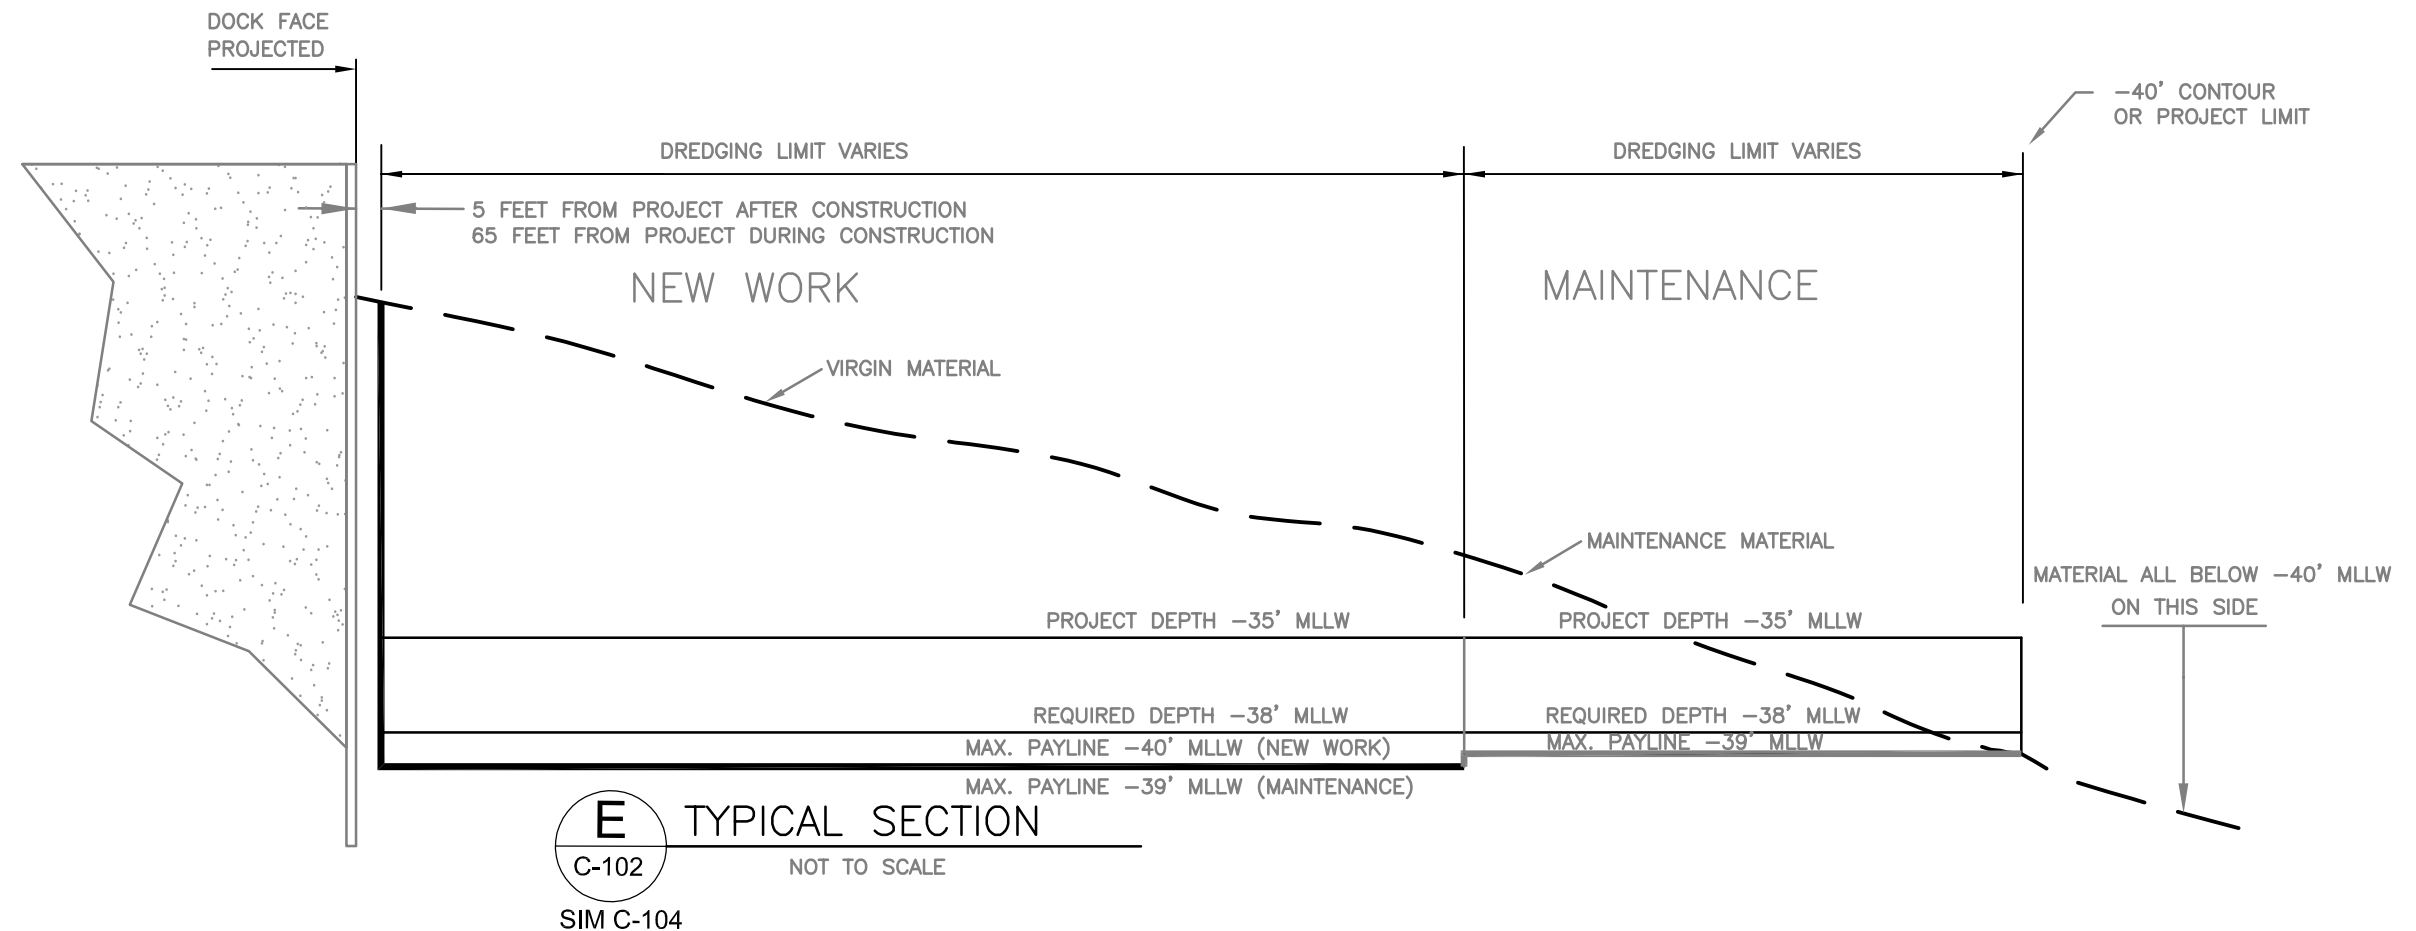 DOCK FACE
PROJECTED
-40' CONTOUR
OR PROJECT LIMIT
DREDGING LIMIT VARIES
DREDGING LIMIT VARIES
5 FEET FROM PROJECT AFTER CONSTRUCTION
65 FEET FROM PROJECT DURING CONSTRUCTION
NEW WORK
MAINTENANCE
VIRGIN MATERIAL
MAINTENANCE MATERIAL
MATERIAL ALL BELOW -40' MLLW
ON THIS SIDE
PROJECT DEPTH -35' MLLW
PROJECT DEPTH -35' MLLW
REQUIRED DEPTH -38' MLLW
REQUIRED DEPTH -38' MLLW
MAX. PAYLINE -40' MLLW (NEW WORK)
MAX. PAYLINE -39' MLLW
MAX. PAYLINE -39' MLLW (MAINTENANCE)
E
C-102
TYPICAL SECTION
NOT TO SCALE
SIM C-104